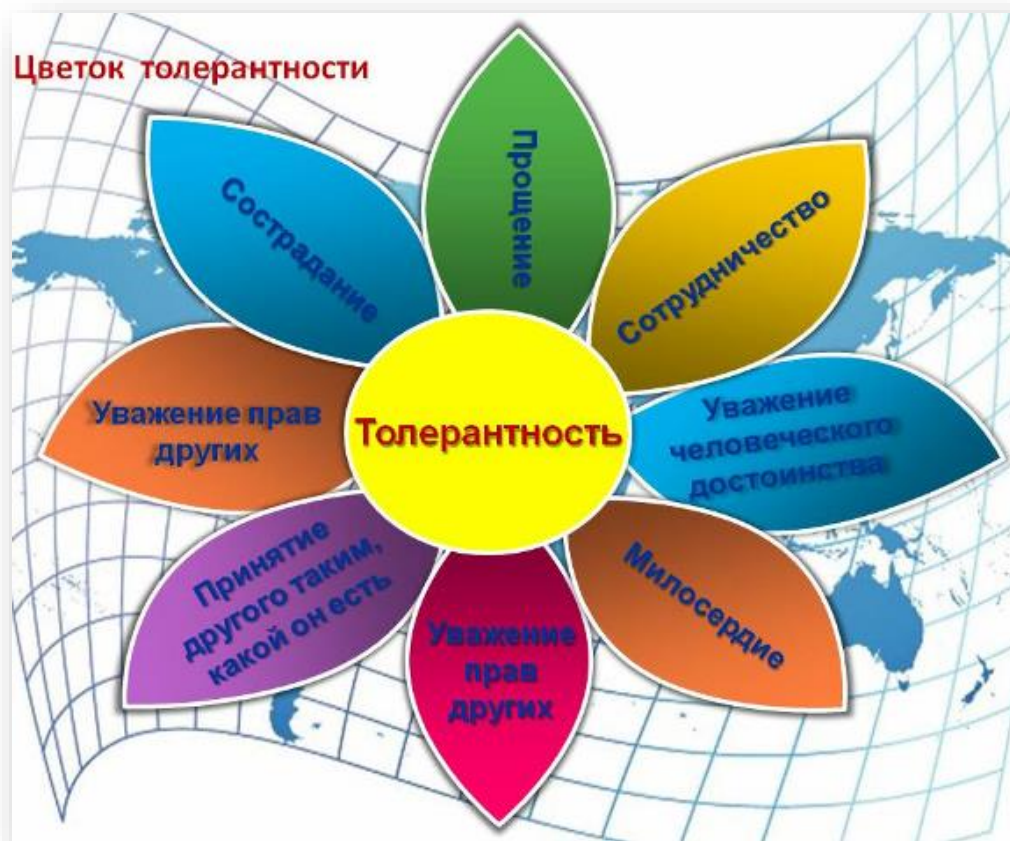 Цветок толерантности
Прощение
Сотрудничество
Уважение
человеческого
достоинства
Милосердие
Уважение
прав
других
Принятие
другого таким,
какой он есть
Уважение прав
других
Сострадание
Толерантность